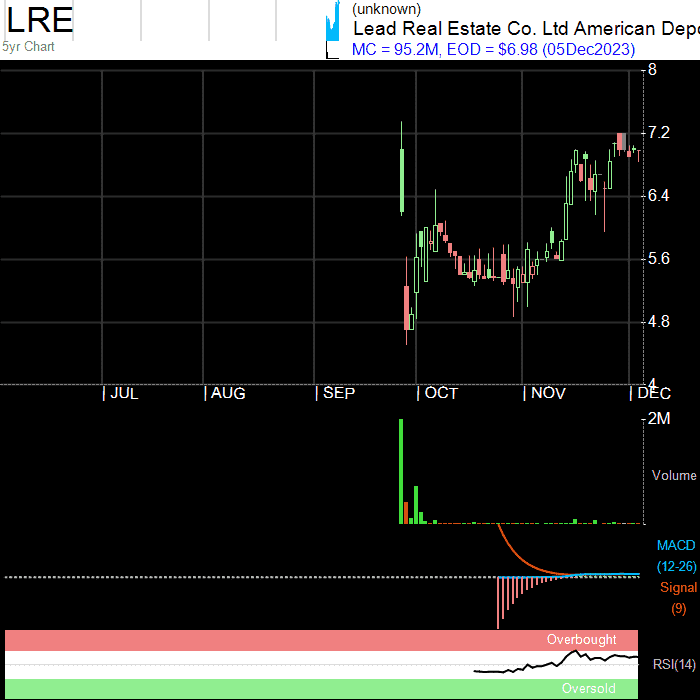 LRE
(unknown)
Lead Real Estate Co. Ltd American Depo
5yr Chart
MC = 95.2M, EOD = $6.98 (05Dec2023)
8
7.2
6.4
5.6
4.8
4
JUL AUG SEP OCT NOV DEC
2M
Volume
MACD
(12-26)
Signal
(9)
Overbought
RSI(14)
Oversold